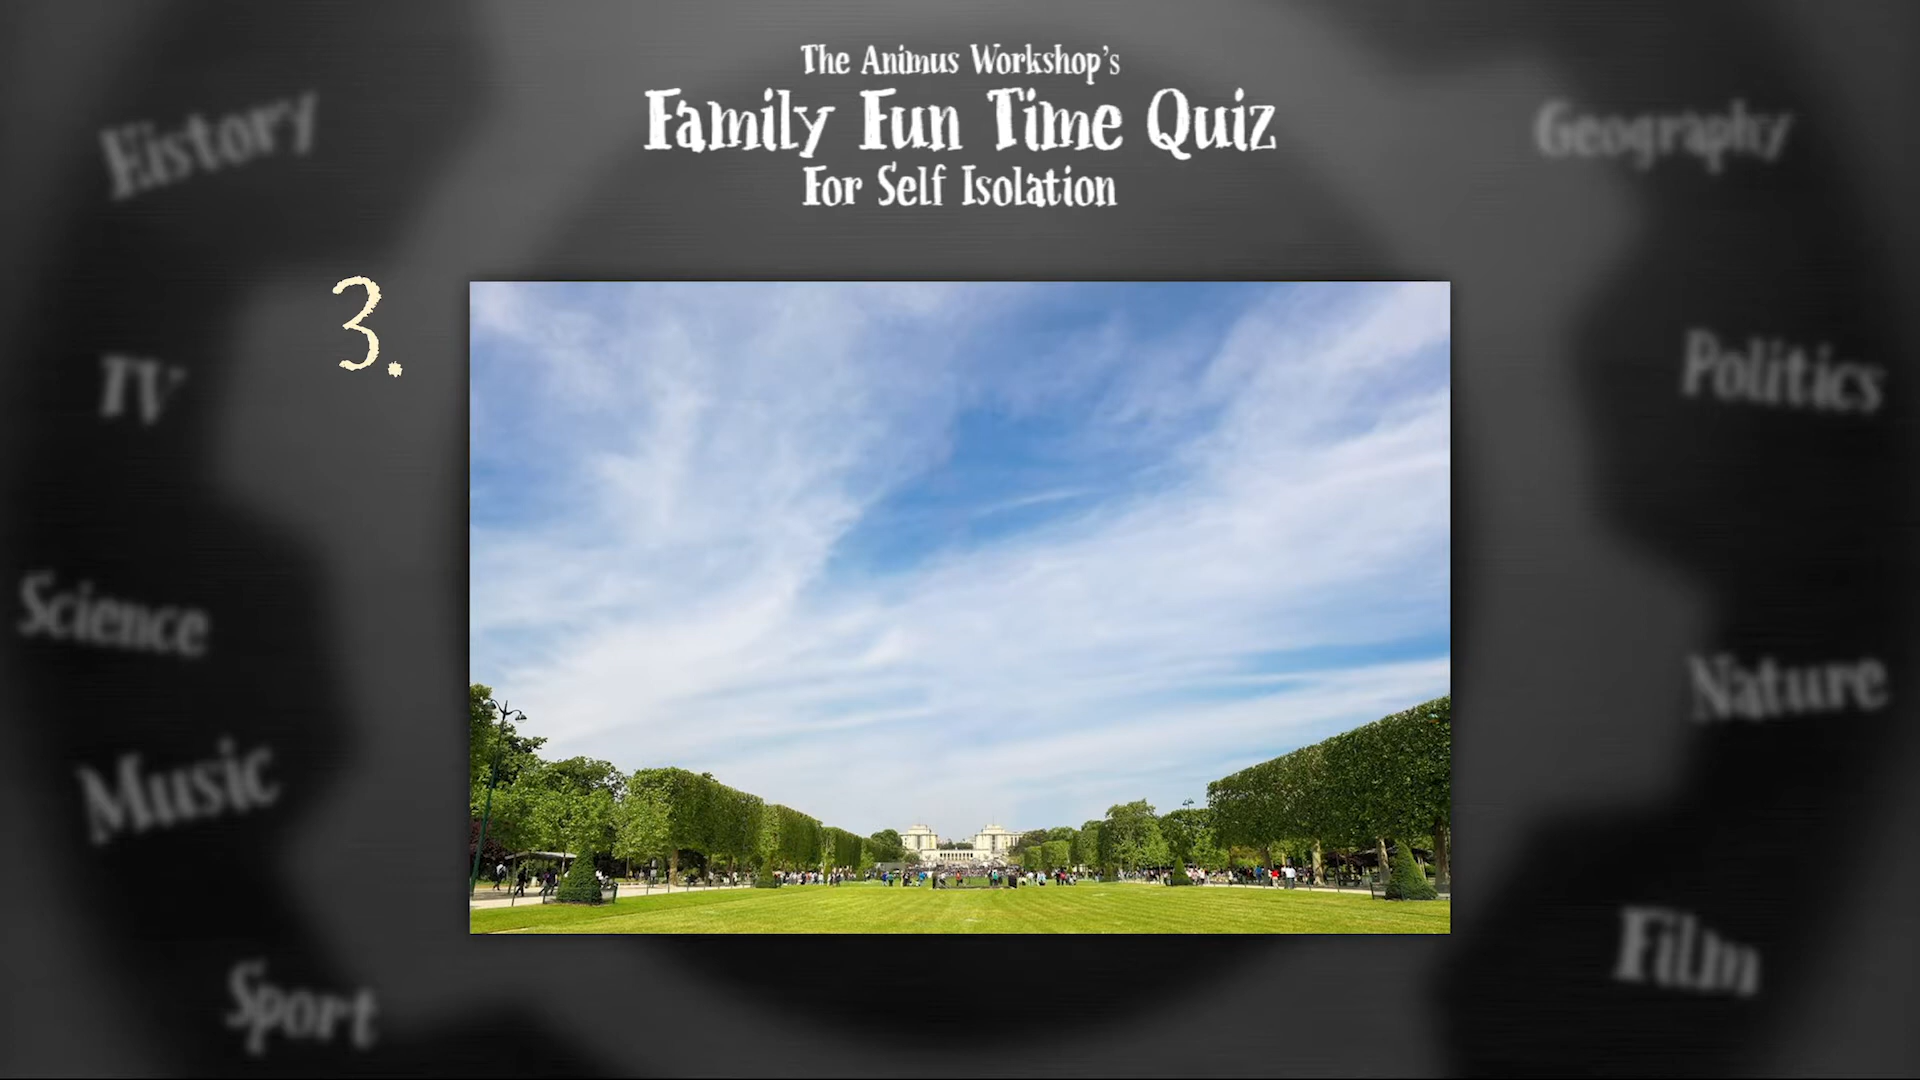 The Animus Workshop's
Family Fun Time Quiz
For Self Isolation
History
Geography
3.
TV
Politics
Science
Nature
Music
Film
Sport